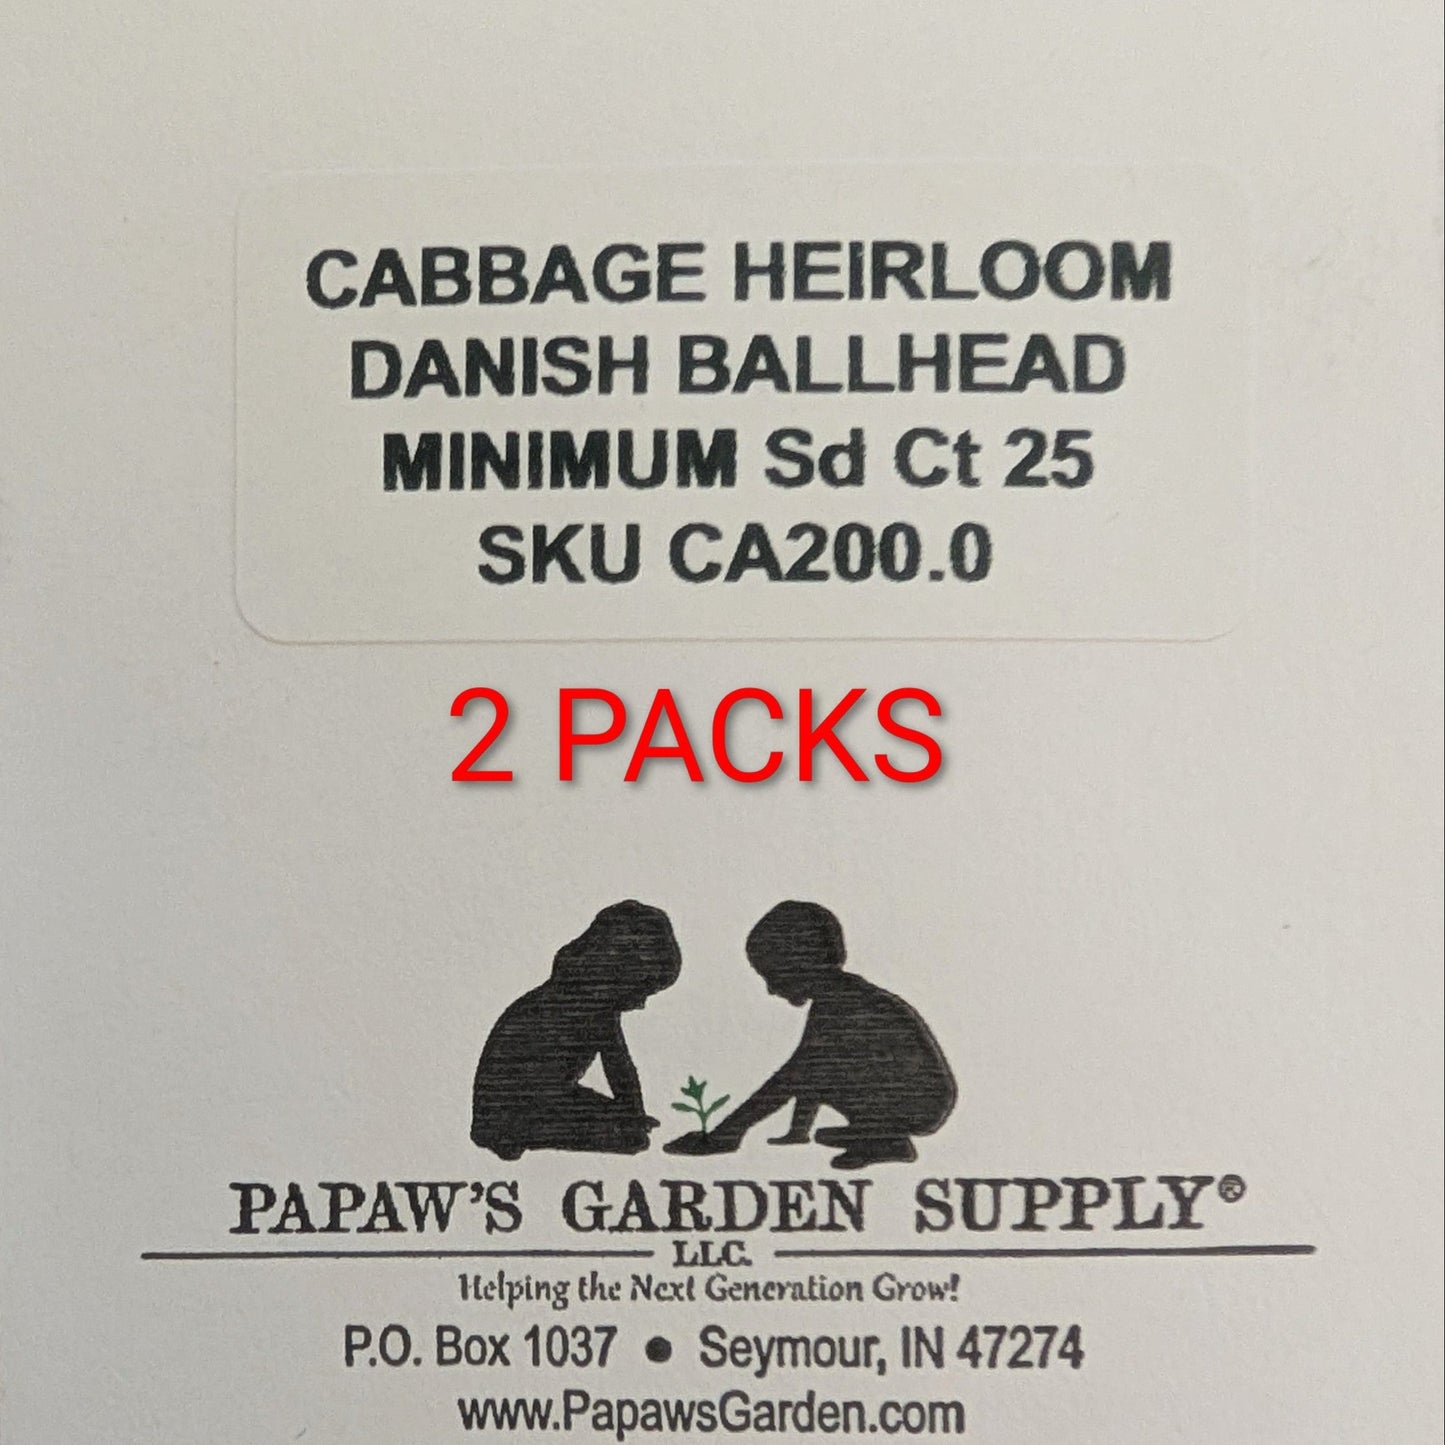 CABBAGE HEIRLOOM
DANISH BALLHEAD
MINIMUM Sd Ct 25
SKU CA200.0
2 PACKS
PAPAW'S GARDEN SUPPLY®
LLC.
Helping the Next Generation Grow!
P.O. Box 1037 • Seymour, IN 47274
www.PapawsGarden.com